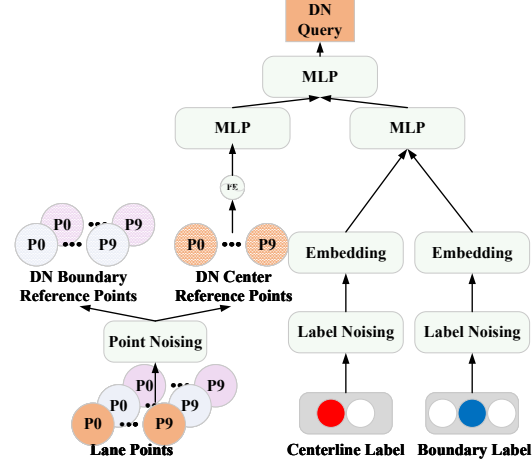 DN
Query
MLP
MLP
MLP
PE
P0 ••• P9
P0 ••• P9
P0 ••• P9
DN Boundary
Reference Points
DN Center
Reference Points
Embedding
Embedding
Point Noising
Label Noising
Label Noising
P0 ••• P9
P0 ••• P9
P0 ••• P9
Lane Points
Centerline Label
Boundary Label